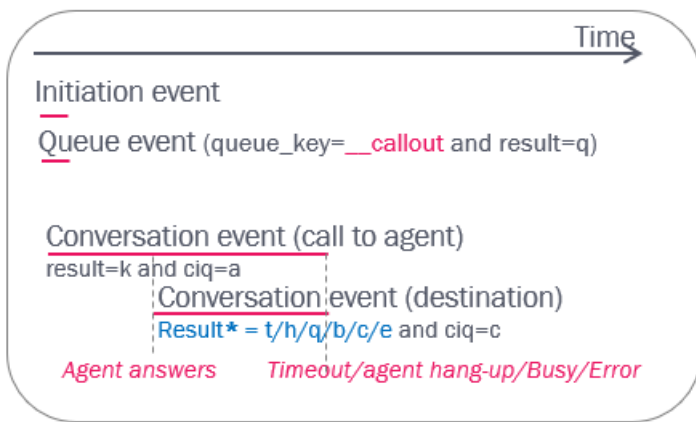 Time
Initiation event
Queue event (queue_key=__callout and result=q)
Conversation event (call to agent)
result=k and ciq=a
Conversation event (destination)
Result* = t/h/q/b/c/e and ciq=c
Agent answers
Timeout/agent hang-up/Busy/Error